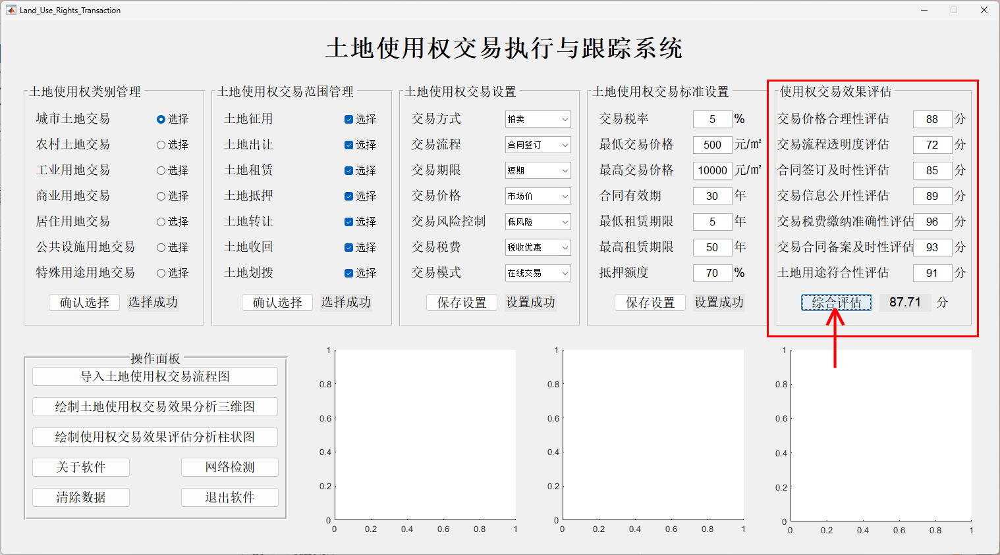 Land_Use_Rights_Transaction
土地使用权交易执行与跟踪系统
土地使用权类别管理
城市土地交易 选择
农村土地交易 选择
工业用地交易 选择
商业用地交易 选择
居住用地交易 选择
公共设施用地交易 选择
特殊用途用地交易 选择
确认选择 选择成功
土地使用权交易范围管理
土地征用 选择
土地出让 选择
土地租赁 选择
土地抵押 选择
土地转让 选择
土地收回 选择
土地划拨 选择
确认选择 选择成功
土地使用权交易设置
交易方式 拍卖
交易流程 合同签订
交易期限 短期
交易价格 市场价
交易风险控制 低风险
交易税费 税收优惠
交易模式 在线交易
保存设置 设置成功
土地使用权交易标准设置
交易税率 5 %
最低交易价格 500 元/㎡
最高交易价格 10000 元/㎡
合同有效期 30 年
最低租赁期限 5 年
最高租赁期限 50 年
抵押额度 70 %
保存设置 设置成功
使用权交易效果评估
交易价格合理性评估 88 分
交易流程透明度评估 72 分
合同签订及时性评估 85 分
交易信息公开性评估 89 分
交易税费缴纳准确性评估 96 分
交易合同备案及时性评估 93 分
土地用途符合性评估 91 分
综合评估 87.71 分
操作面板
导入土地使用权交易流程图
绘制土地使用权交易效果分析三维图
绘制使用权交易效果评估分析柱状图
关于软件 网络检测
清除数据 退出软件
1
0.8
0.6
0.4
0.2
0
0 0.2 0.4 0.6 0.8 1
1
0.8
0.6
0.4
0.2
0
0 0.2 0.4 0.6 0.8 1
1
0.8
0.6
0.4
0.2
0
0 0.2 0.4 0.6 0.8 1